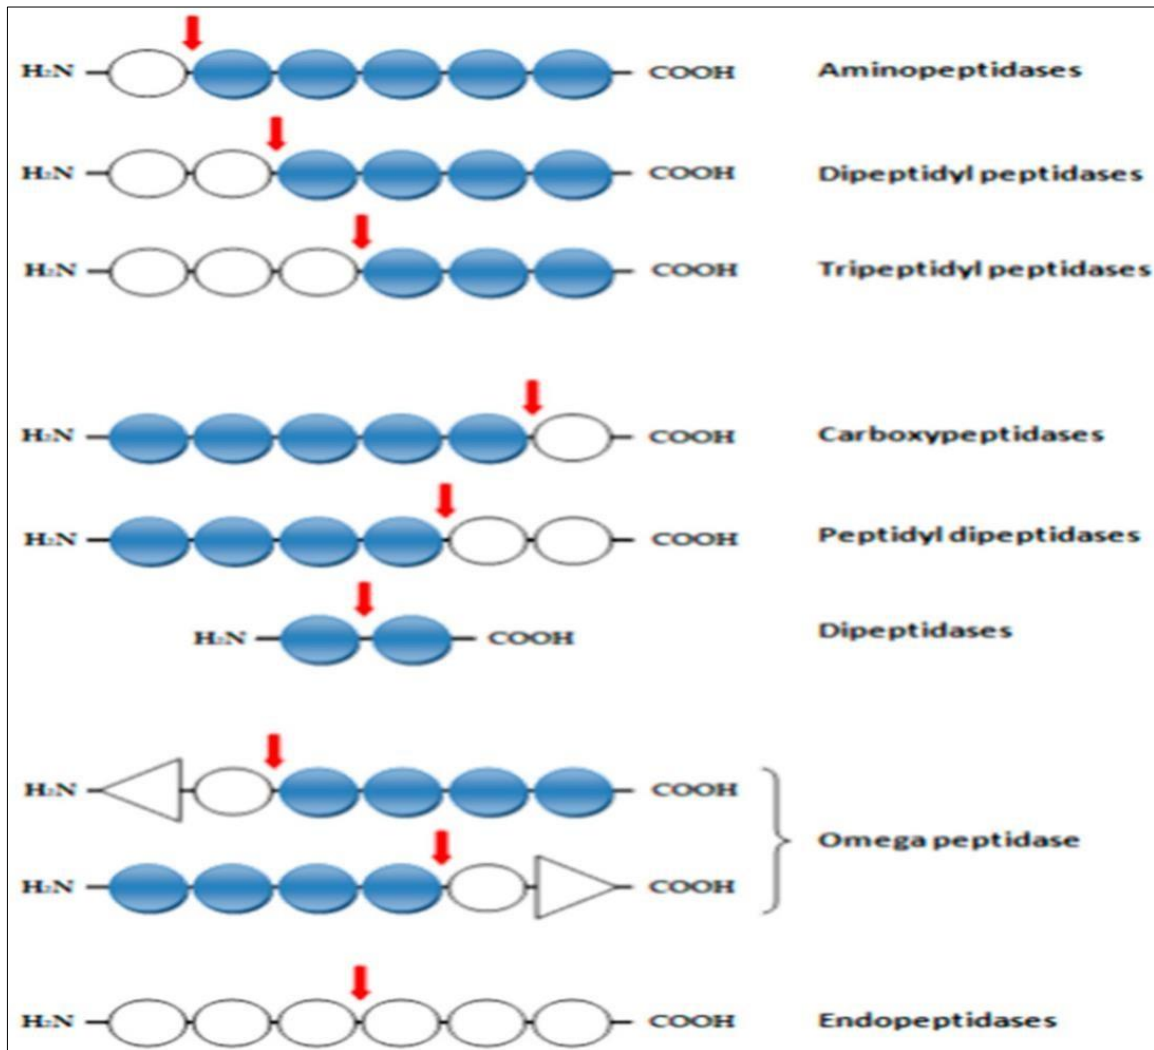 H₂N COOH Aminopeptidases
H₂N COOH Dipeptidyl peptidases
H₂N COOH Tripeptidyl peptidases
H₂N COOH Carboxypeptidases
H₂N COOH Peptidyl dipeptidases
H₂N COOH Dipeptidases
H₂N COOH
Omega peptidase
H₂N COOH
H₂N COOH Endopeptidases